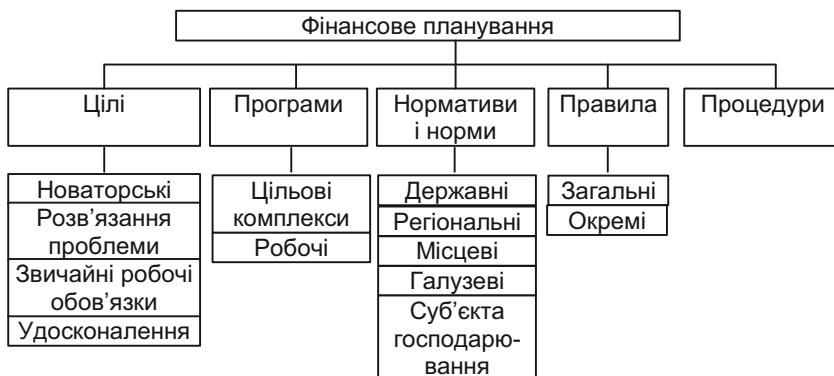 Фінансове планування
Цілі
Програми
Нормативи
і норми
Правила
Процедури
Новаторські
Розв’язання
проблеми
Звичайні робочі
обов’язки
Удосконалення
Цільові
комплекси
Робочі
Державні
Регіональні
Місцеві
Галузеві
Суб’єкта
господарю-
вання
Загальні
Окремі